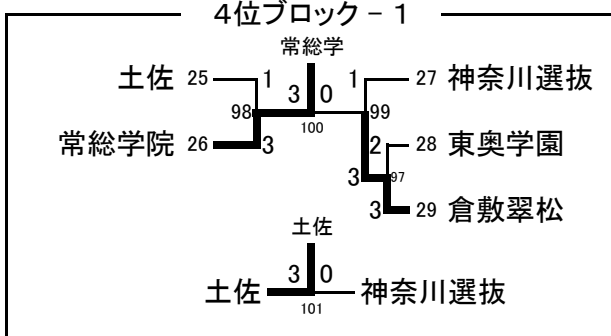 4位ブロック－1
常総学
土佐 25 1 3 0 1 27 神奈川選抜
98 99
100
常総学院 26 3 2 28 東奥学園
3 97
3 29 倉敷翠松
土佐
3 0
土佐 神奈川選抜
101